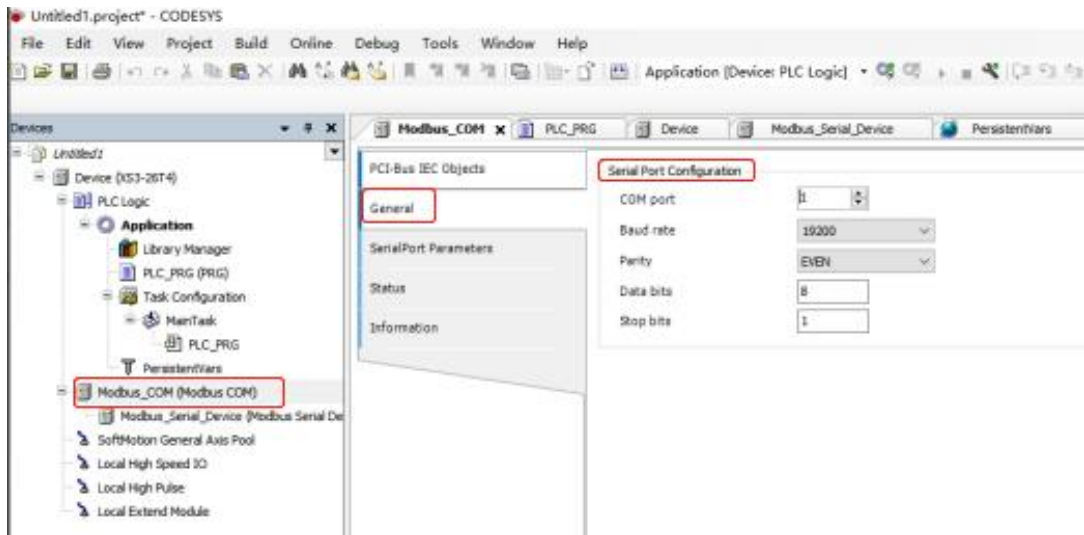 Untitled1.project* - CODESYS
File Edit View Project Build Online Debug Tools Window Help
Application [Device: PLC Logic]
Devices
Modbus_COM
PLC_PRG
Device
Modbus_Serial_Device
PersistentVars
Untitled1
Device (XS3-26T4)
PLC Logic
Application
Library Manager
PLC_PRG (PRG)
Task Configuration
MainTask
PLC_PRG
PersistentVars
Modbus_COM (Modbus COM)
Modbus_Serial_Device (Modbus Serial De
SoftMotion General Axis Pool
Local High Speed IO
Local High Pulse
Local Extend Module
PCI-Bus IEC Objects
General
SerialPort Parameters
Status
Information
Serial Port Configuration
COM port 1
Baud rate 19200
Parity EVEN
Data bits 8
Stop bits 1